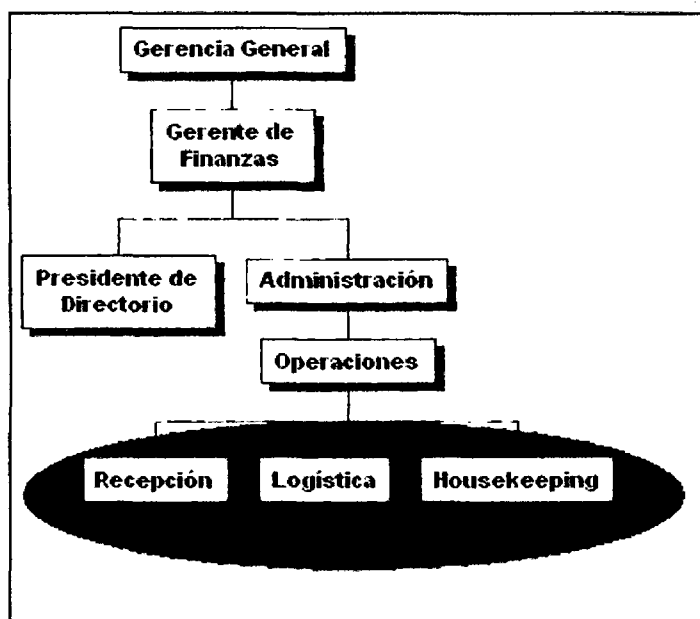 Gerencia General
Gerente de
Finanzas
Presidente de
Directorio
Administración
Operaciones
Recepción
Logística
Housekeeping